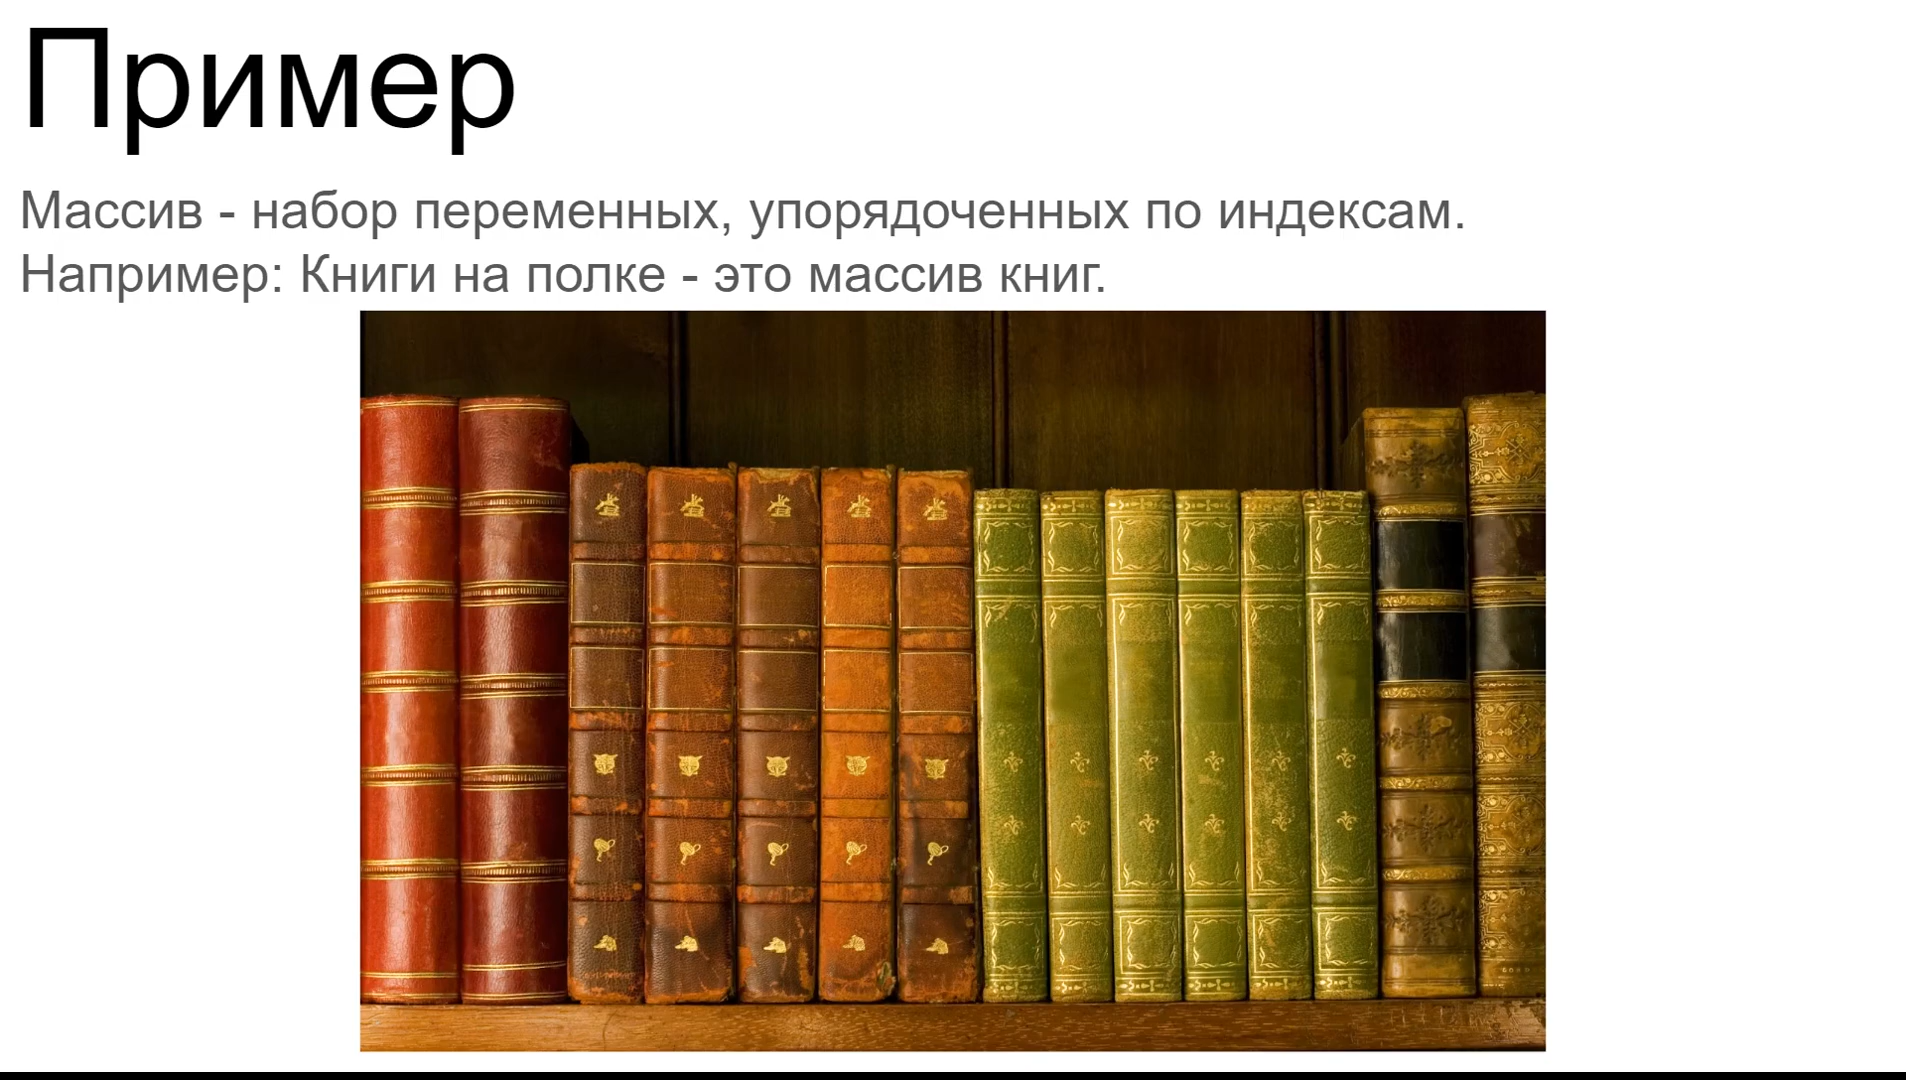 Пример
Массив - набор переменных, упорядоченных по индексам.
Например: Книги на полке - это массив книг.